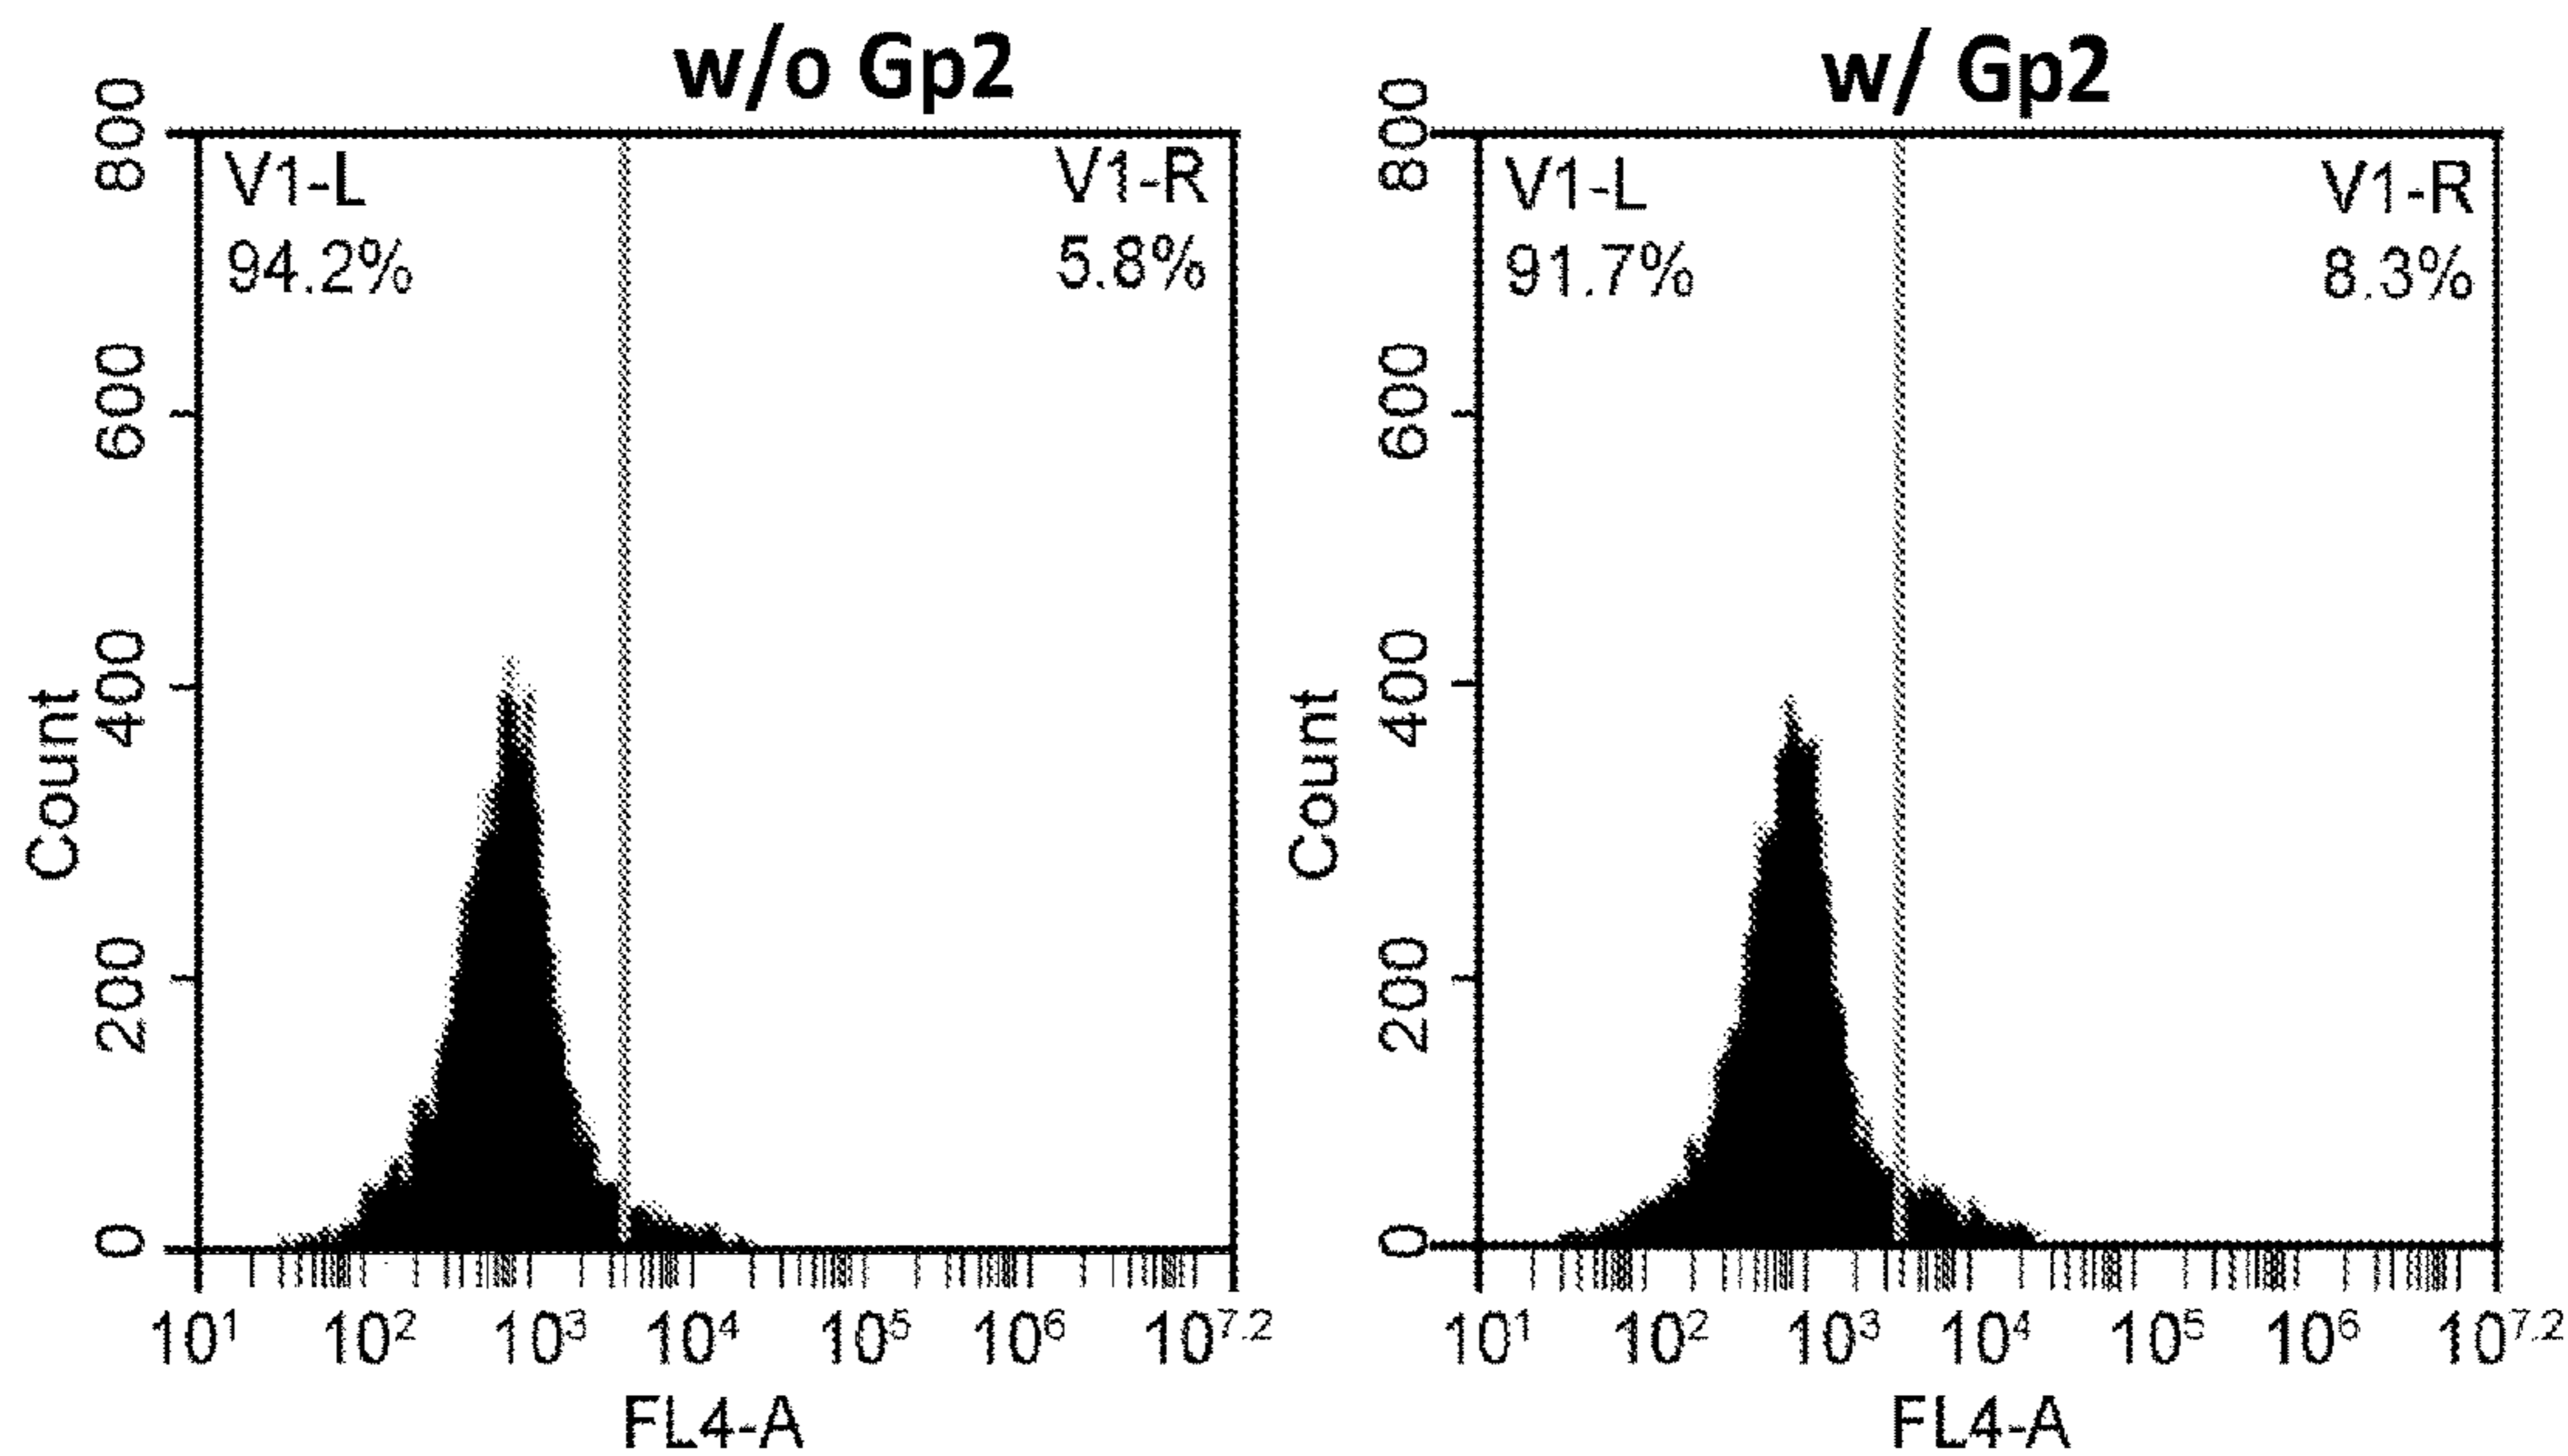 w/o Gp2
V1-L
94.2%
V1-R
5.8%
800
600
400
200
0
Count
10¹ 10² 10³ 10⁴ 10⁵ 10⁶ 10⁷·²
FL4-A
w/ Gp2
V1-L
91.7%
V1-R
8.3%
800
600
400
200
0
Count
10¹ 10² 10³ 10⁴ 10⁵ 10⁶ 10⁷·²
FL4-A